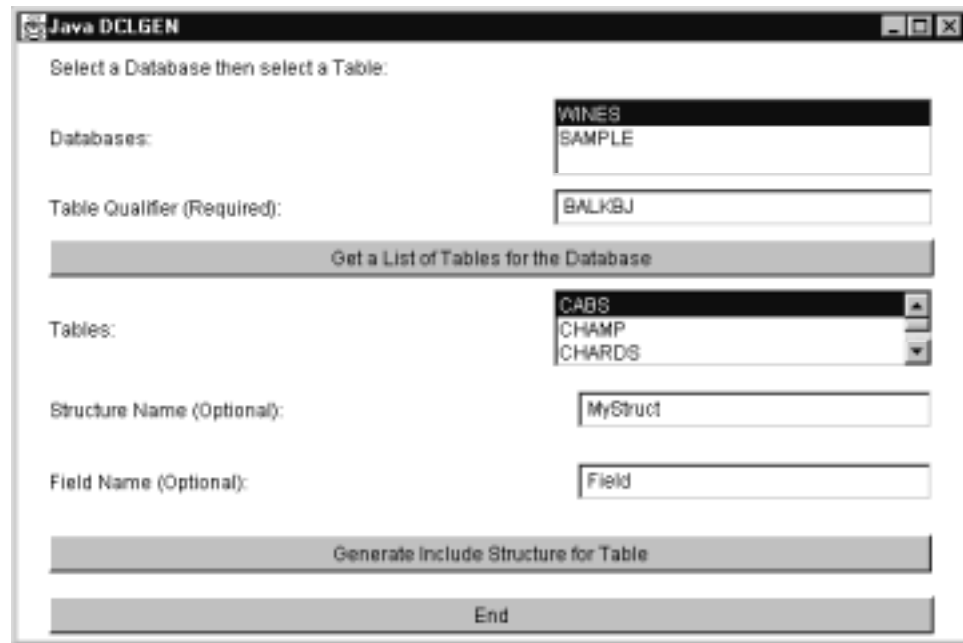 Java DCLGEN
Select a Database then select a Table:
WINES
Databases:
SAMPLE
Table Qualifier (Required):
BALKBJ
Get a List of Tables for the Database
CABS
Tables:
CHAMP
CHARDS
Structure Name (Optional):
MyStruct
Field Name (Optional):
Field
Generate Include Structure for Table
End